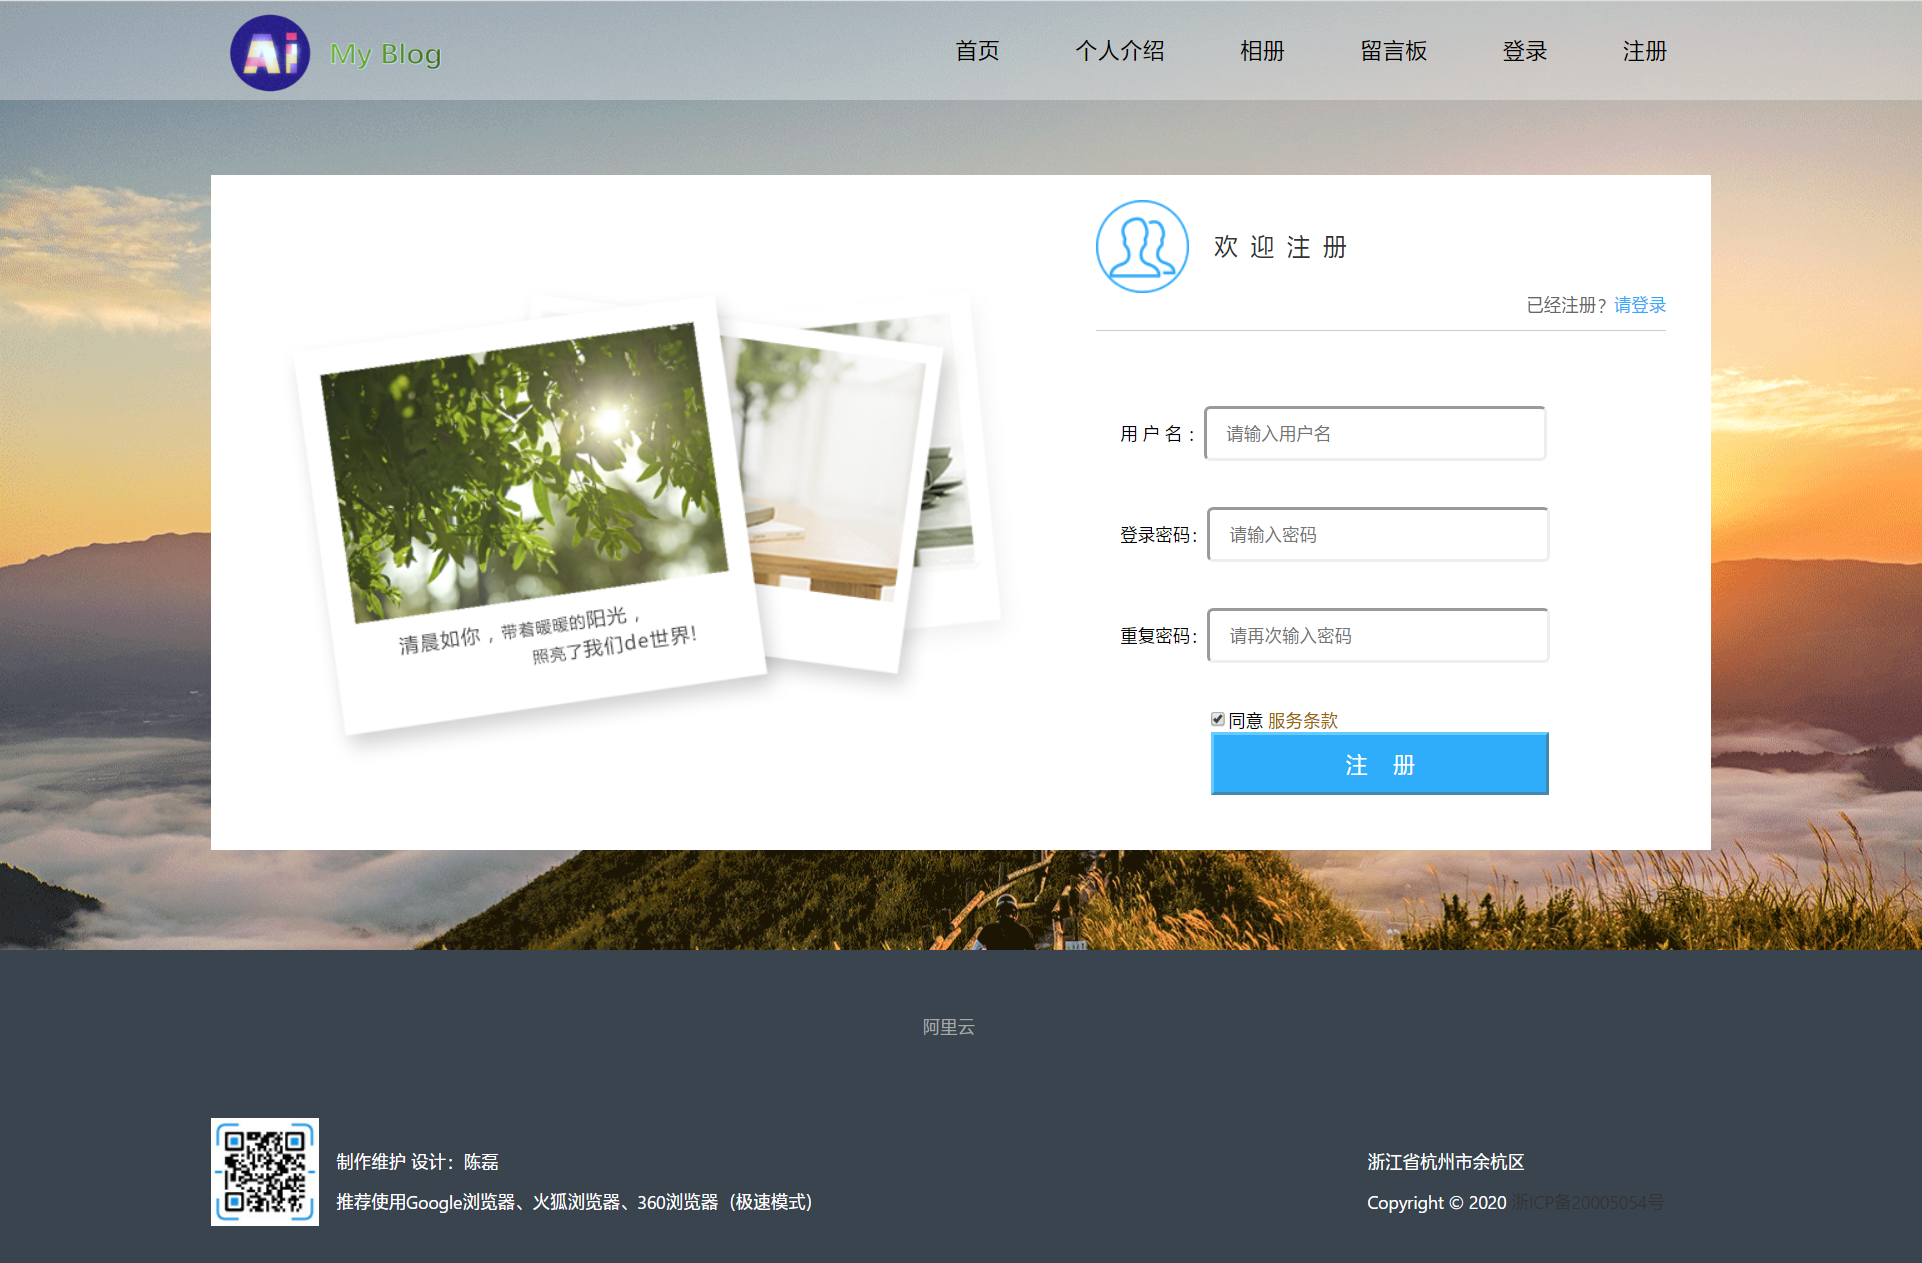 Ai My Blog
首页 个人介绍 相册 留言板 登录 注册
欢迎注册
已经注册？请登录
清晨如你，带着暖暖的阳光，
照亮了我们de世界!
用 户 名： 请输入用户名
登录密码： 请输入密码
重复密码： 请再次输入密码
同意 服务条款
注 册
阿里云
制作维护 设计：陈磊
推荐使用Google浏览器、火狐浏览器、360浏览器（极速模式）
浙江省杭州市余杭区
Copyright © 2020 浙ICP备20005054号